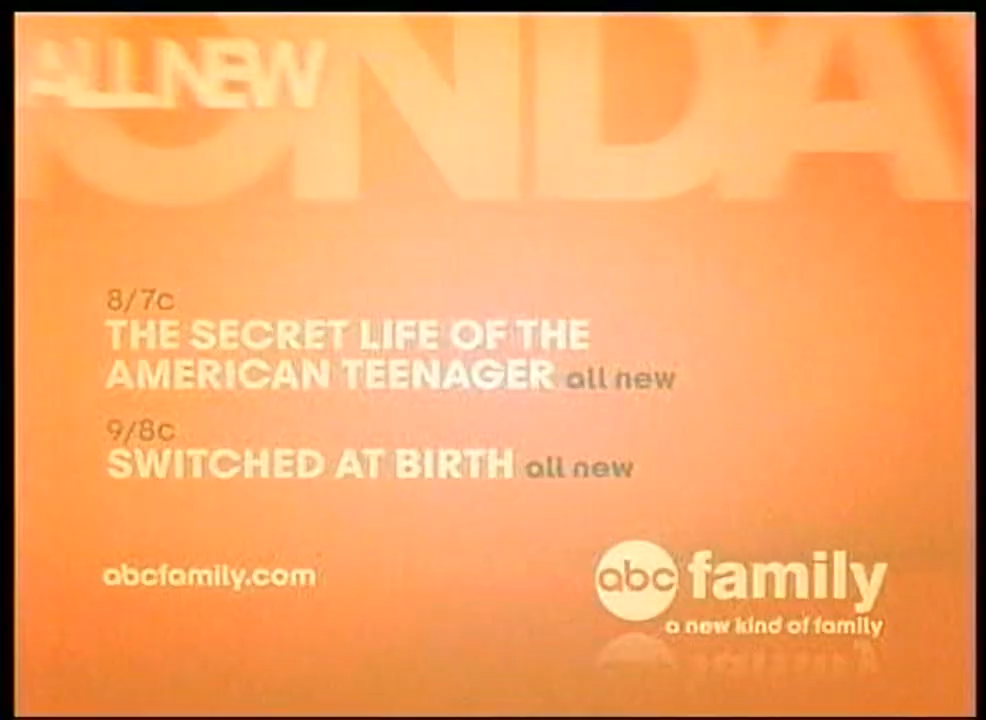 ALL NEW
ONDA
8/7c
THE SECRET LIFE OF THE
AMERICAN TEENAGER all new
9/8c
SWITCHED AT BIRTH all new
abcfamily.com
abc family
a new kind of family